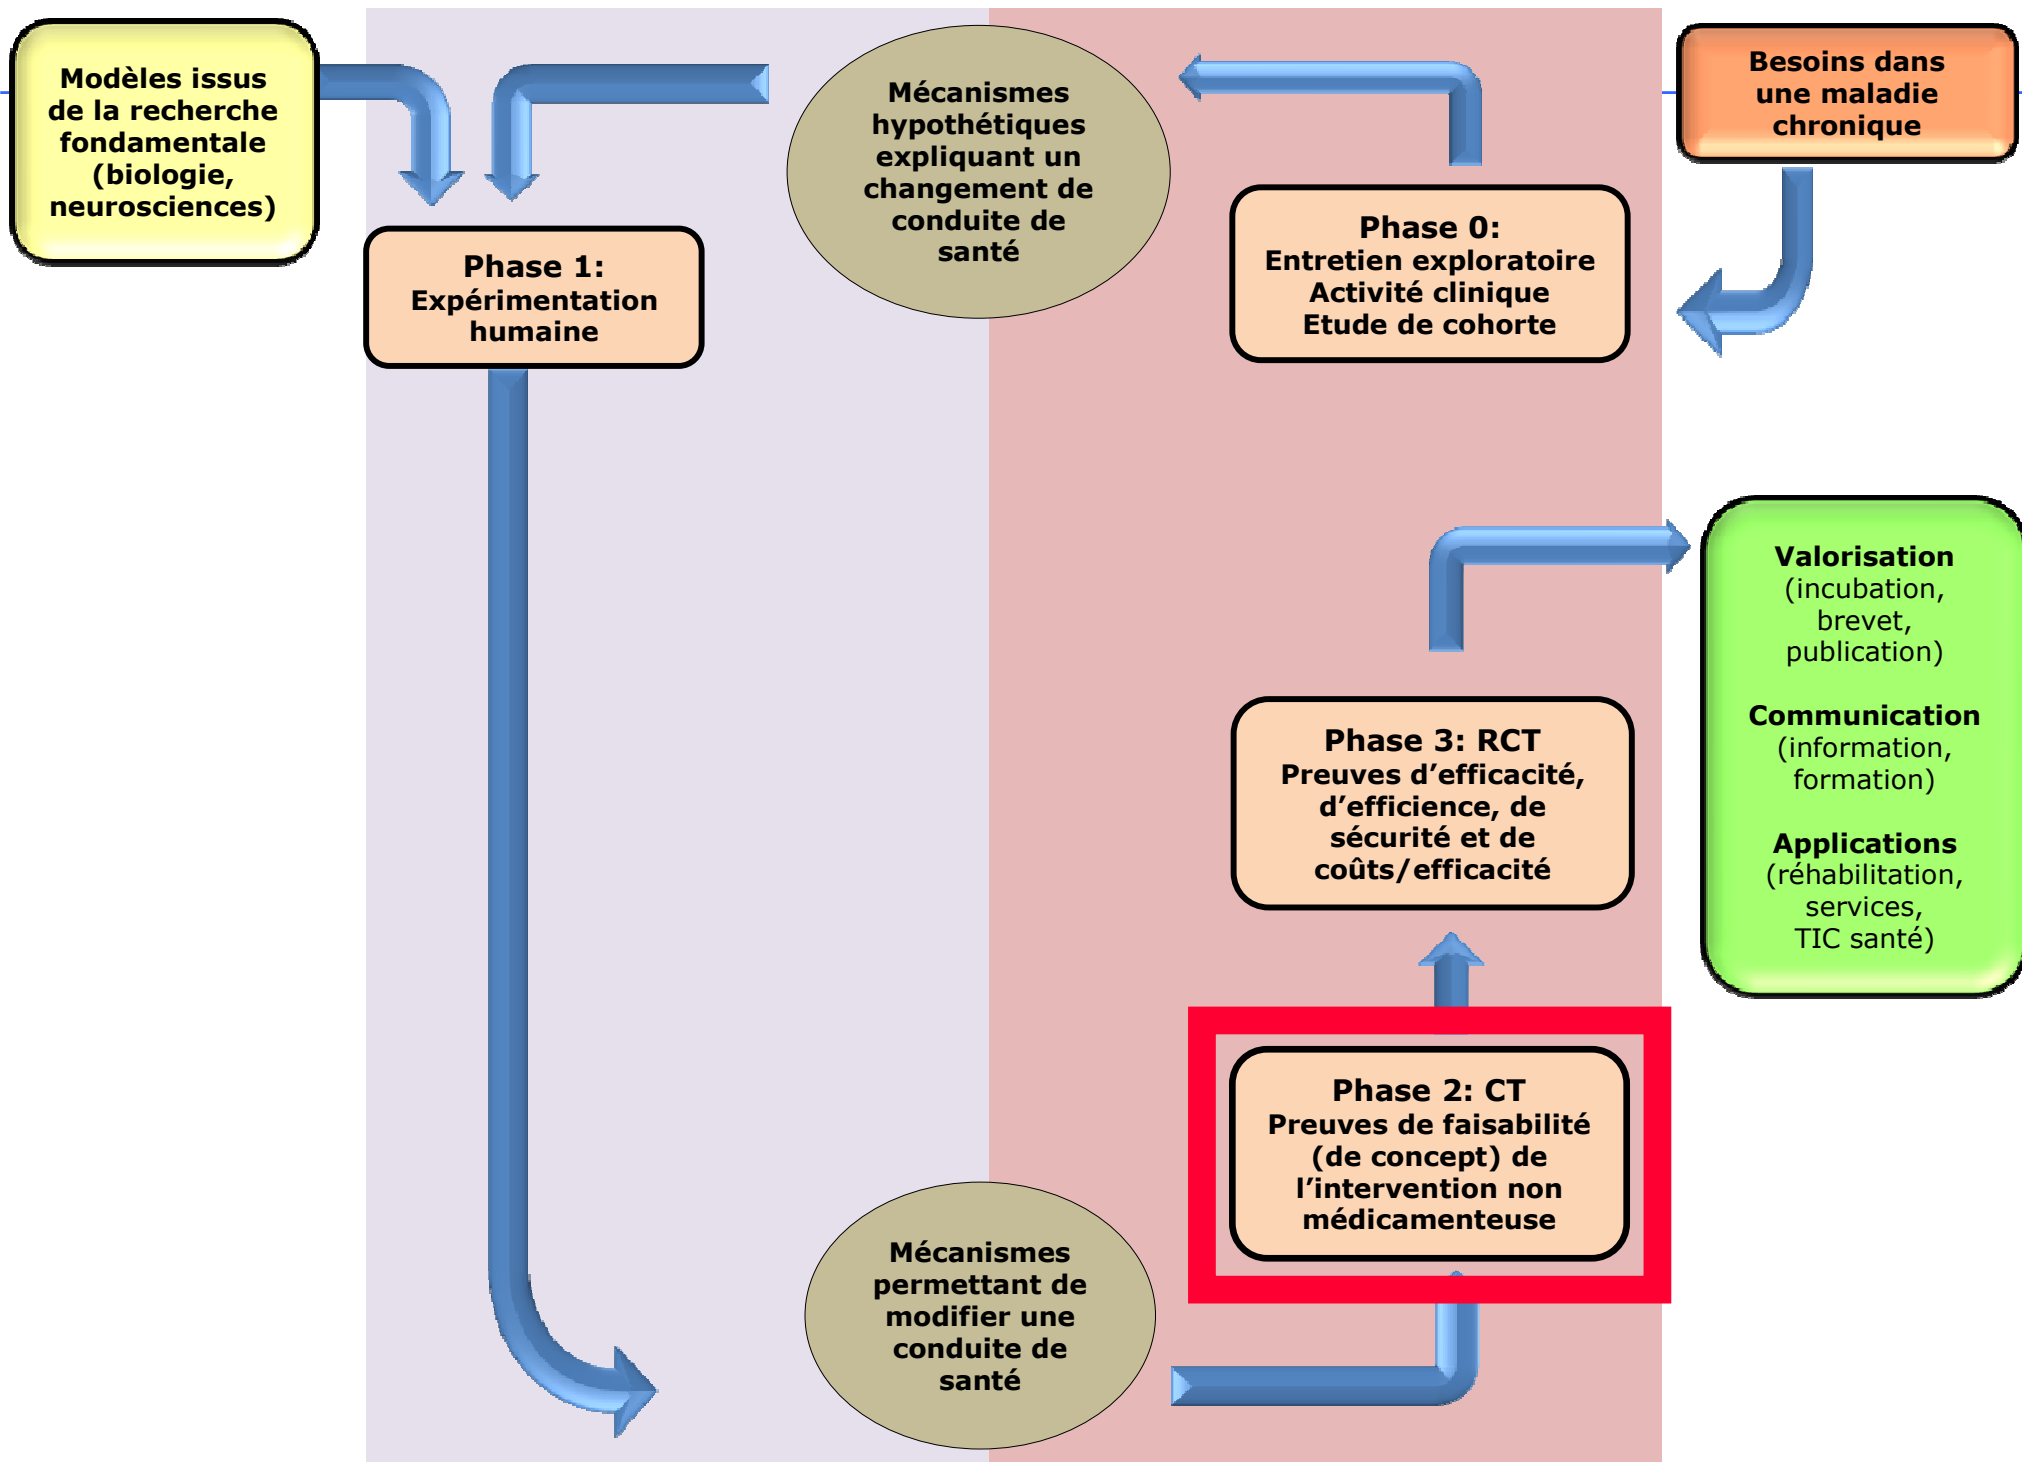 Modèles issus
de la recherche
fondamentale
(biologie,
neurosciences)
Mécanismes
hypothétiques
expliquant un
changement de
conduite de
santé
Besoins dans
une maladie
chronique
Phase 0:
Entretien exploratoire
Activité clinique
Etude de cohorte
Phase 1:
Expérimentation
humaine
Valorisation
(incubation,
brevet,
publication)
Communication
(information,
formation)
Applications
(réhabilitation,
services,
TIC santé)
Phase 3: RCT
Preuves d’efficacité,
d’efficience, de
sécurité et de
coûts/efficacité
Phase 2: CT
Preuves de faisabilité
(de concept) de
l’intervention non
médicamenteuse
Mécanismes
permettant de
modifier une
conduite de
santé